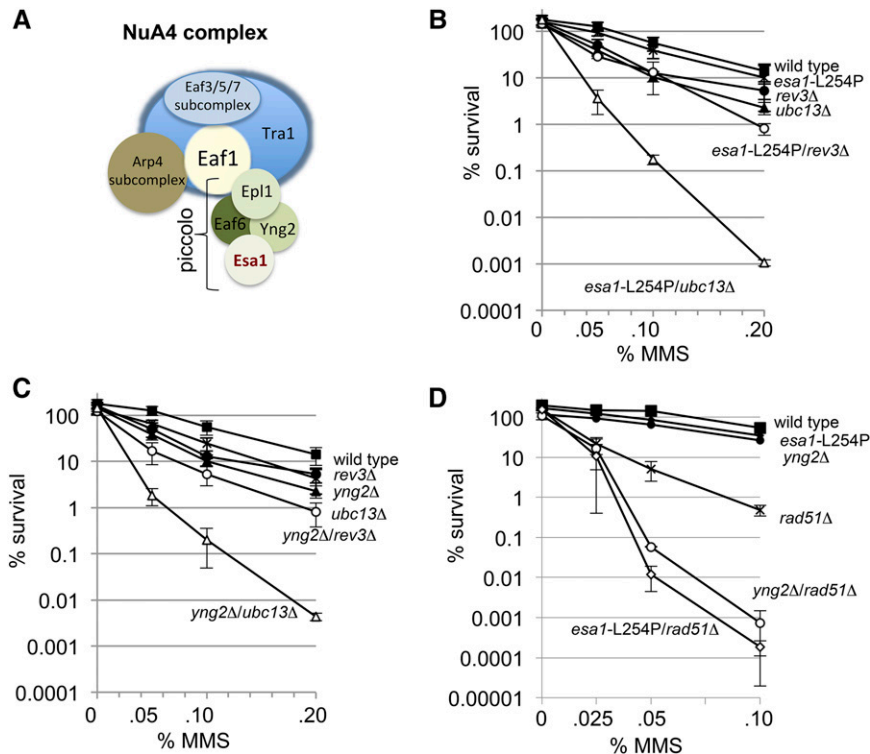 A
NuA4 complex
Eaf3/5/7
subcomplex
Tra1
Eaf1
Arp4
subcomplex
Epl1
Eaf6
Yng2
Esa1
piccolo
B
% survival
100
10
1
0.1
0.01
0.001
0.0001
0
.05
.10
.20
% MMS
wild type
esa1-L254P
rev3Δ
ubc13Δ
esa1-L254P/rev3Δ
esa1-L254P/ubc13Δ
C
% survival
100
10
1
0.1
0.01
0.001
0.0001
0
.05
.10
.20
% MMS
wild type
rev3Δ
yng2Δ
ubc13Δ
yng2Δ/rev3Δ
yng2Δ/ubc13Δ
D
% survival
100
10
1
0.1
0.01
0.001
0.0001
0.00001
0
.025
.05
.10
% MMS
wild type
esa1-L254P
yng2Δ
rad51Δ
yng2Δ/rad51Δ
esa1-L254P/rad51Δ